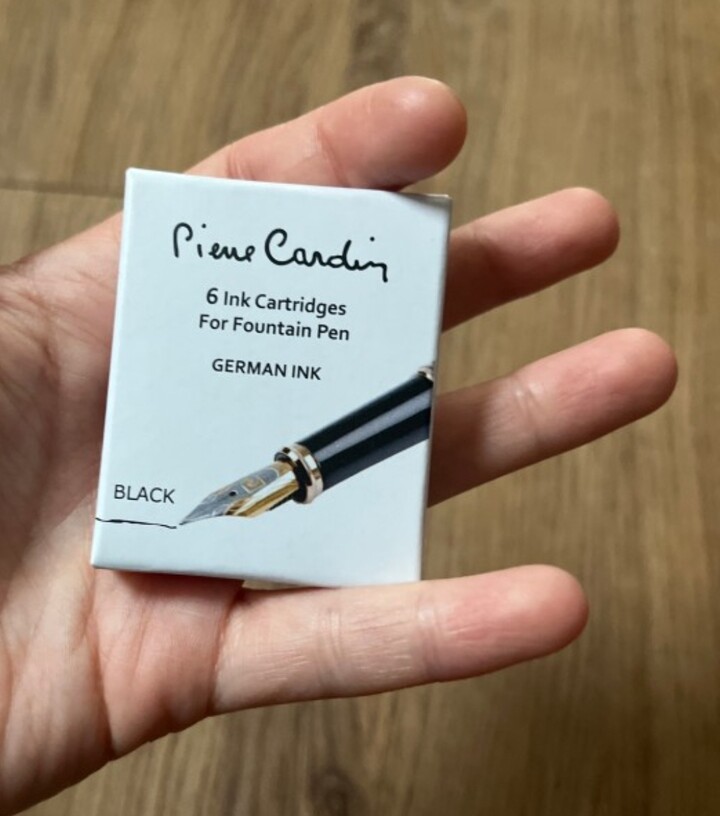 Pierre Cardin
6 Ink Cartridges
For Fountain Pen
GERMAN INK
BLACK